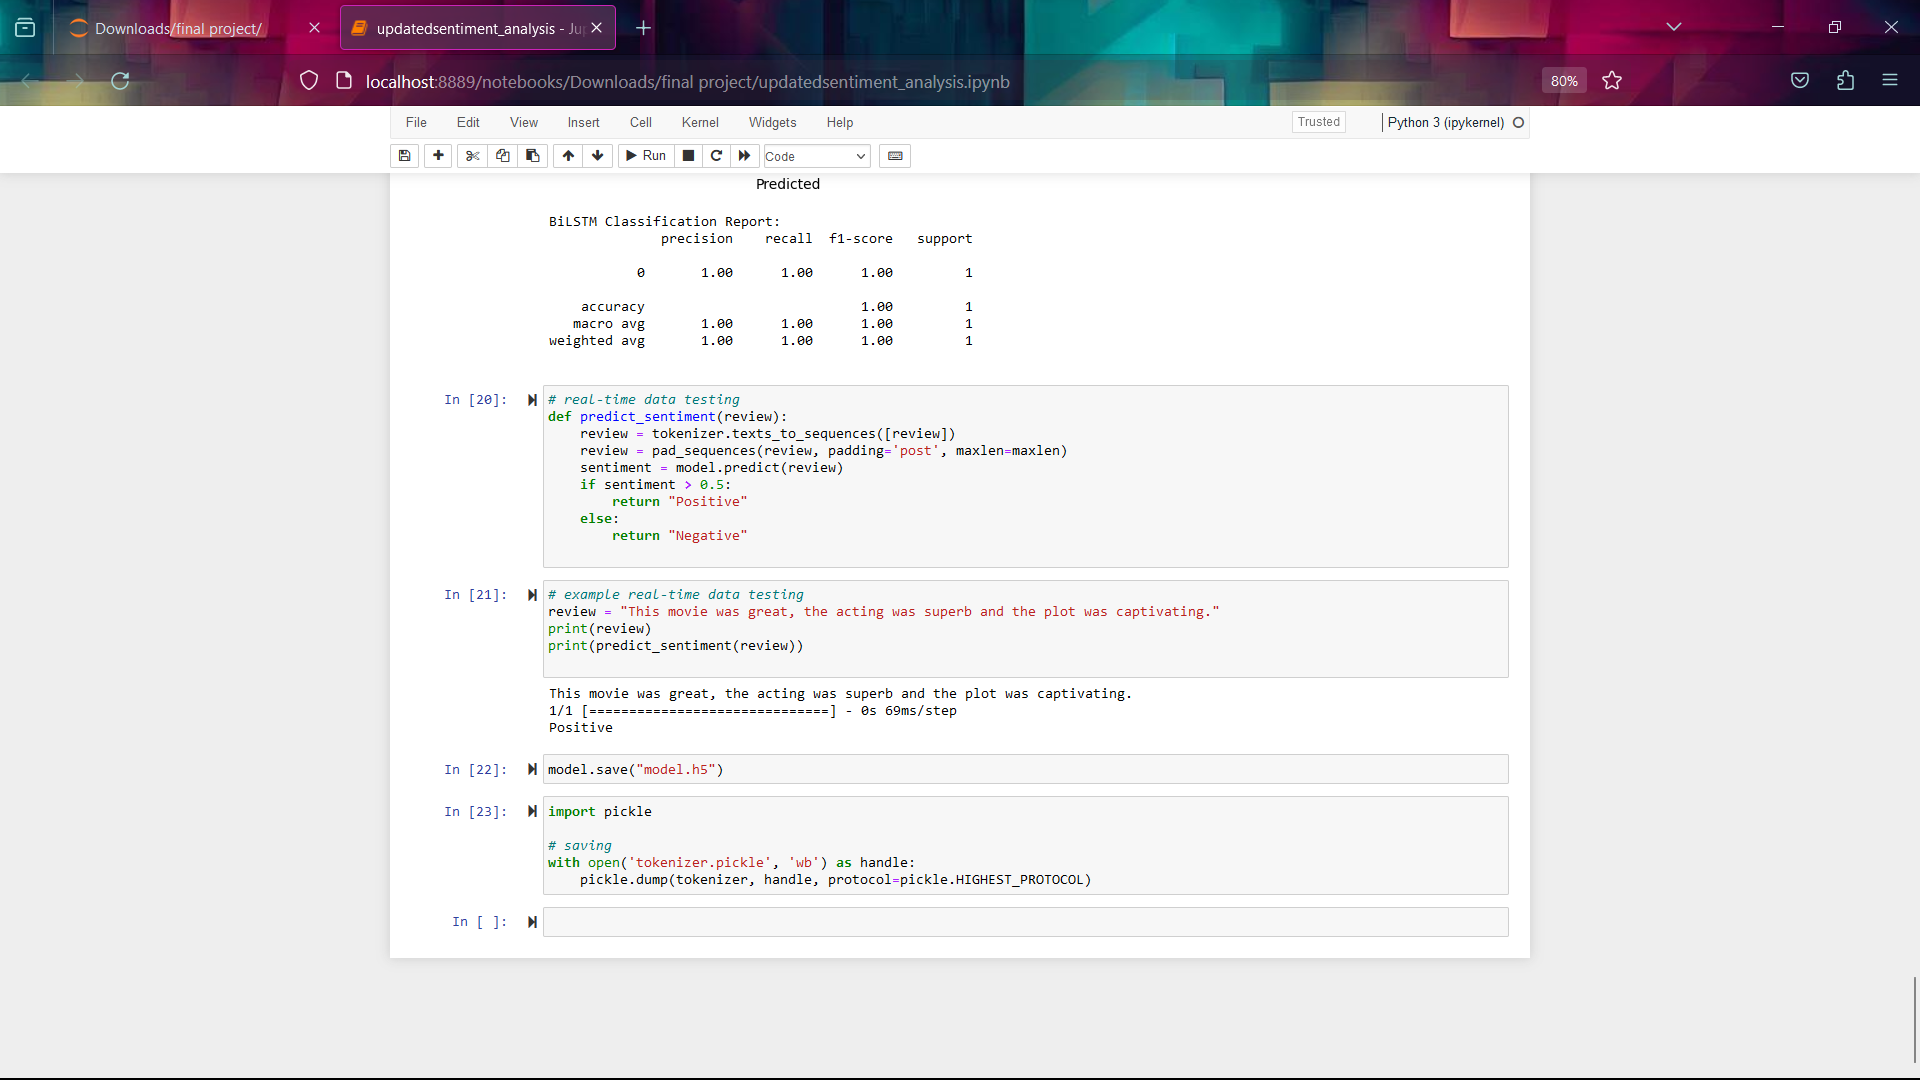 Downloads/final project/
updatedsentiment_analysis - Ju
localhost:8889/notebooks/Downloads/final project/updatedsentiment_analysis.ipynb
80%
File Edit View Insert Cell Kernel Widgets Help
Trusted
Python 3 (ipykernel)
Run
Code
Predicted
BiLSTM Classification Report:
precision recall f1-score support
0 1.00 1.00 1.00 1
accuracy 1.00 1
macro avg 1.00 1.00 1.00 1
weighted avg 1.00 1.00 1.00 1
In [20]:
# real-time data testing
def predict_sentiment(review):
    review = tokenizer.texts_to_sequences([review])
    review = pad_sequences(review, padding='post', maxlen=maxlen)
    sentiment = model.predict(review)
    if sentiment > 0.5:
        return "Positive"
    else:
        return "Negative"
In [21]:
# example real-time data testing
review = "This movie was great, the acting was superb and the plot was captivating."
print(review)
print(predict_sentiment(review))
This movie was great, the acting was superb and the plot was captivating.
1/1 [==============================] - 0s 69ms/step
Positive
In [22]:
model.save("model.h5")
In [23]:
import pickle
# saving
with open('tokenizer.pickle', 'wb') as handle:
    pickle.dump(tokenizer, handle, protocol=pickle.HIGHEST_PROTOCOL)
In [ ]: